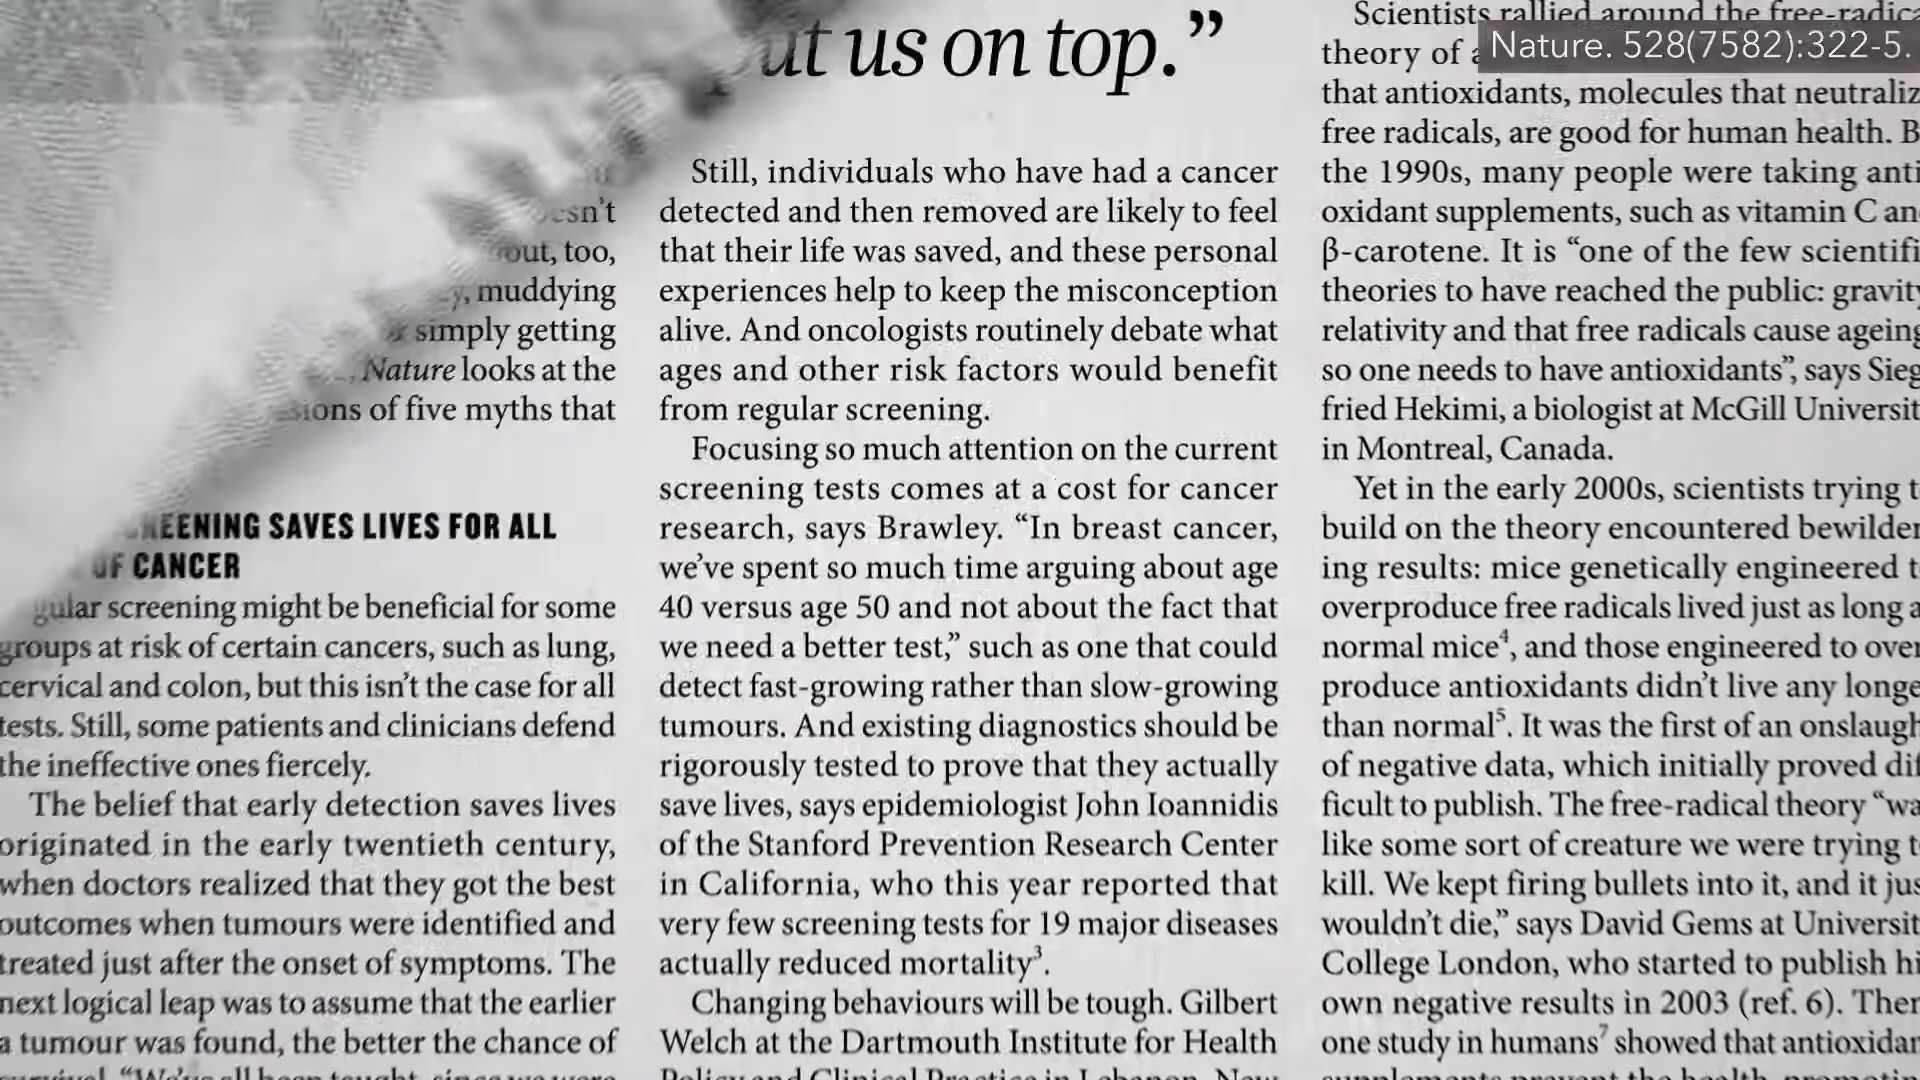 us on top.”
Nature. 528(7582):322-5.
too,
muddying
simply getting
Nature looks at the
of five myths that
SAVES LIVES FOR ALL
OF CANCER
screening might be beneficial for some
groups at risk of certain cancers, such as lung,
cervical and colon, but this isn’t the case for all
tests. Still, some patients and clinicians defend
the ineffective ones fiercely.
The belief that early detection saves lives
originated in the early twentieth century,
when doctors realized that they got the best
outcomes when tumours were identified and
treated just after the onset of symptoms. The
next logical leap was to assume that the earlier
a tumour was found, the better the chance of
Still, individuals who have had a cancer
detected and then removed are likely to feel
that their life was saved, and these personal
experiences help to keep the misconception
alive. And oncologists routinely debate what
ages and other risk factors would benefit
from regular screening.
Focusing so much attention on the current
screening tests comes at a cost for cancer
research, says Brawley. “In breast cancer,
we’ve spent so much time arguing about age
40 versus age 50 and not about the fact that
we need a better test,” such as one that could
detect fast-growing rather than slow-growing
tumours. And existing diagnostics should be
rigorously tested to prove that they actually
save lives, says epidemiologist John Ioannidis
of the Stanford Prevention Research Center
in California, who this year reported that
very few screening tests for 19 major diseases
actually reduced mortality³.
Changing behaviours will be tough. Gilbert
Welch at the Dartmouth Institute for Health
Scientists rallied around the
theory of
that antioxidants, molecules that neutraliz
free radicals, are good for human health. B
the 1990s, many people were taking anti
oxidant supplements, such as vitamin C an
β-carotene. It is “one of the few scientifi
theories to have reached the public: gravity
relativity and that free radicals cause ageing
so one needs to have antioxidants”, says Sieg
fried Hekimi, a biologist at McGill Universit
in Montreal, Canada.
Yet in the early 2000s, scientists trying t
build on the theory encountered bewilder
ing results: mice genetically engineered t
overproduce free radicals lived just as long a
normal mice⁴, and those engineered to over
produce antioxidants didn’t live any longe
than normal⁵. It was the first of an onslaugh
of negative data, which initially proved dif
ficult to publish. The free-radical theory “wa
like some sort of creature we were trying t
kill. We kept firing bullets into it, and it jus
wouldn’t die,” says David Gems at Universit
College London, who started to publish hi
own negative results in 2003 (ref. 6). Then
one study in humans⁷ showed that antioxidan